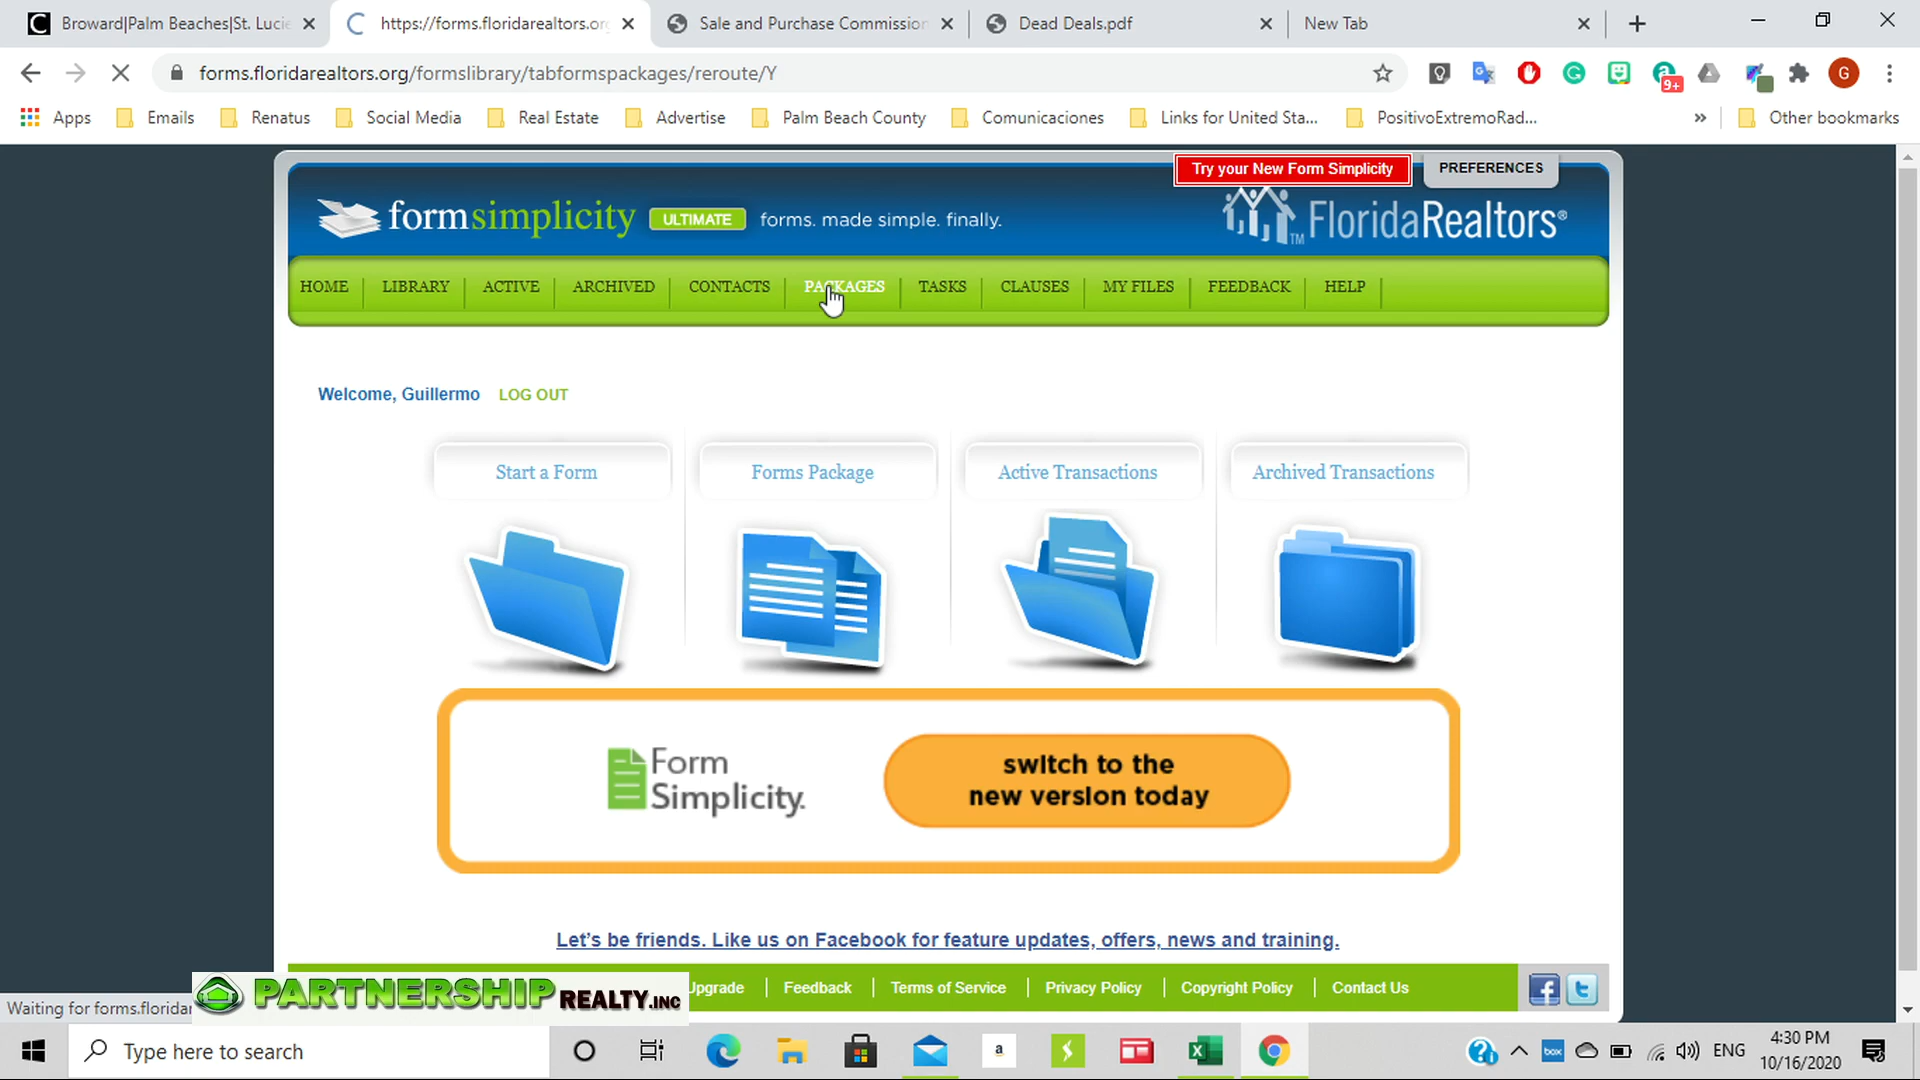 Broward|Palm Beaches|St. Lucie
https://forms.floridarealtors.org
Sale and Purchase Commission
Dead Deals.pdf
New Tab
forms.floridarealtors.org/formslibrary/tabformspackages/reroute/Y
9+
G
Apps
Emails
Renatus
Social Media
Real Estate
Advertise
Palm Beach County
Comunicaciones
Links for United Sta...
PositivoExtremoRad...
»
Other bookmarks
Try your New Form Simplicity
PREFERENCES
formsimplicity ULTIMATE forms. made simple. finally.
TM FloridaRealtors®
HOME LIBRARY ACTIVE ARCHIVED CONTACTS PACKAGES TASKS CLAUSES MY FILES FEEDBACK HELP
Welcome, Guillermo LOG OUT
Start a Form
Forms Package
Active Transactions
Archived Transactions
Form
Simplicity.
switch to the
new version today
Let's be friends. Like us on Facebook for feature updates, offers, news and training.
Upgrade Feedback Terms of Service Privacy Policy Copyright Policy Contact Us
PARTNERSHIP REALTY.INC
Waiting for forms.florida
Type here to search
a
box
ENG
4:30 PM
10/16/2020